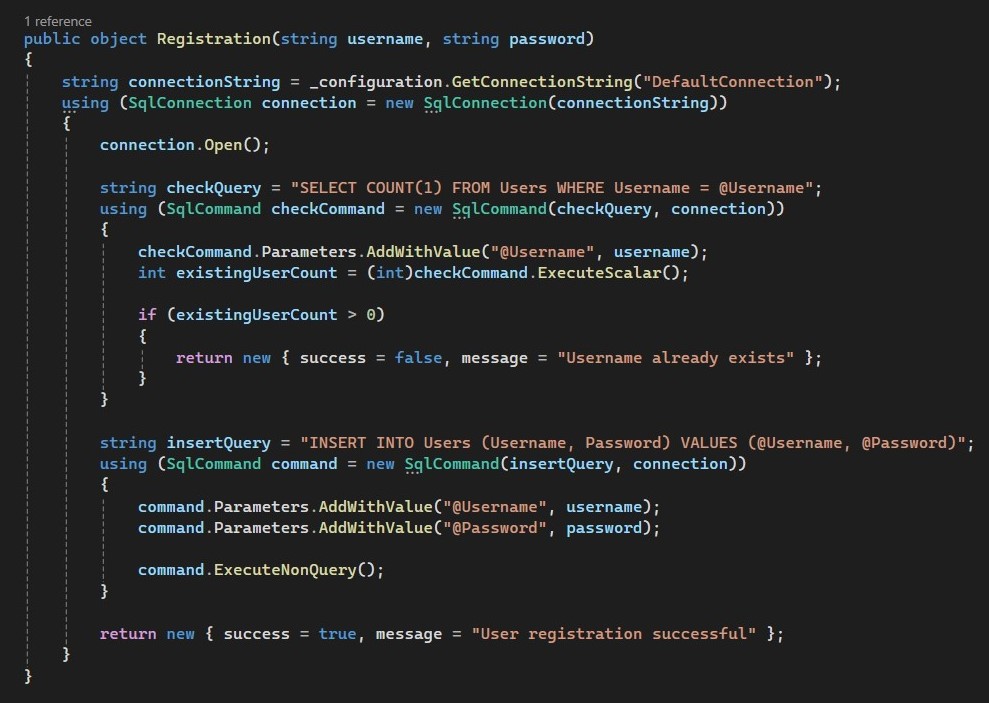 1 reference
public object Registration(string username, string password)
{
string connectionString = _configuration.GetConnectionString("DefaultConnection");
using (SqlConnection connection = new SqlConnection(connectionString))
{
connection.Open();
string checkQuery = "SELECT COUNT(1) FROM Users WHERE Username = @Username";
using (SqlCommand checkCommand = new SqlCommand(checkQuery, connection))
{
checkCommand.Parameters.AddWithValue("@Username", username);
int existingUserCount = (int)checkCommand.ExecuteScalar();
if (existingUserCount > 0)
{
return new { success = false, message = "Username already exists" };
}
}
string insertQuery = "INSERT INTO Users (Username, Password) VALUES (@Username, @Password)";
using (SqlCommand command = new SqlCommand(insertQuery, connection))
{
command.Parameters.AddWithValue("@Username", username);
command.Parameters.AddWithValue("@Password", password);
command.ExecuteNonQuery();
}
return new { success = true, message = "User registration successful" };
}
}